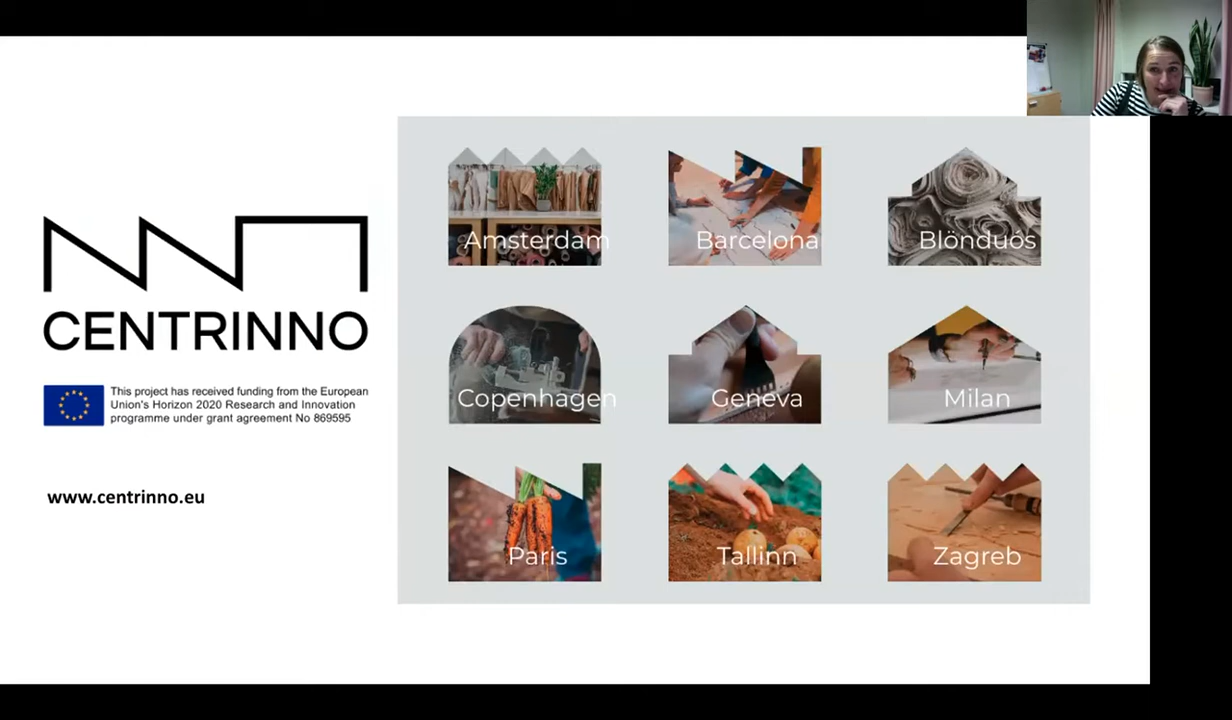 CENTRINNO
This project has received funding from the European
Union's Horizon 2020 Research and Innovation
programme under grant agreement No 869595
www.centrinno.eu
Amsterdam
Barcelona
Blönduós
Copenhagen
Geneva
Milan
Paris
Tallinn
Zagreb